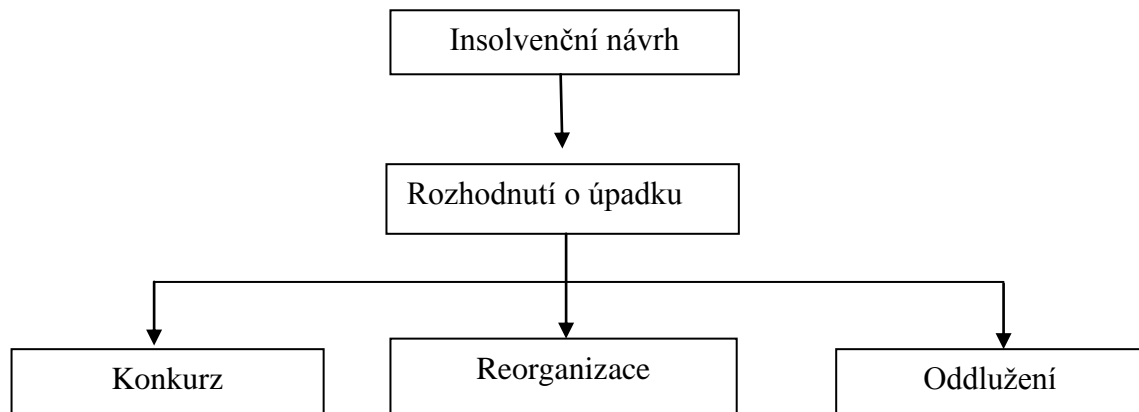 Insolvenční návrh
Rozhodnutí o úpadku
Konkurz
Reorganizace
Oddlužení